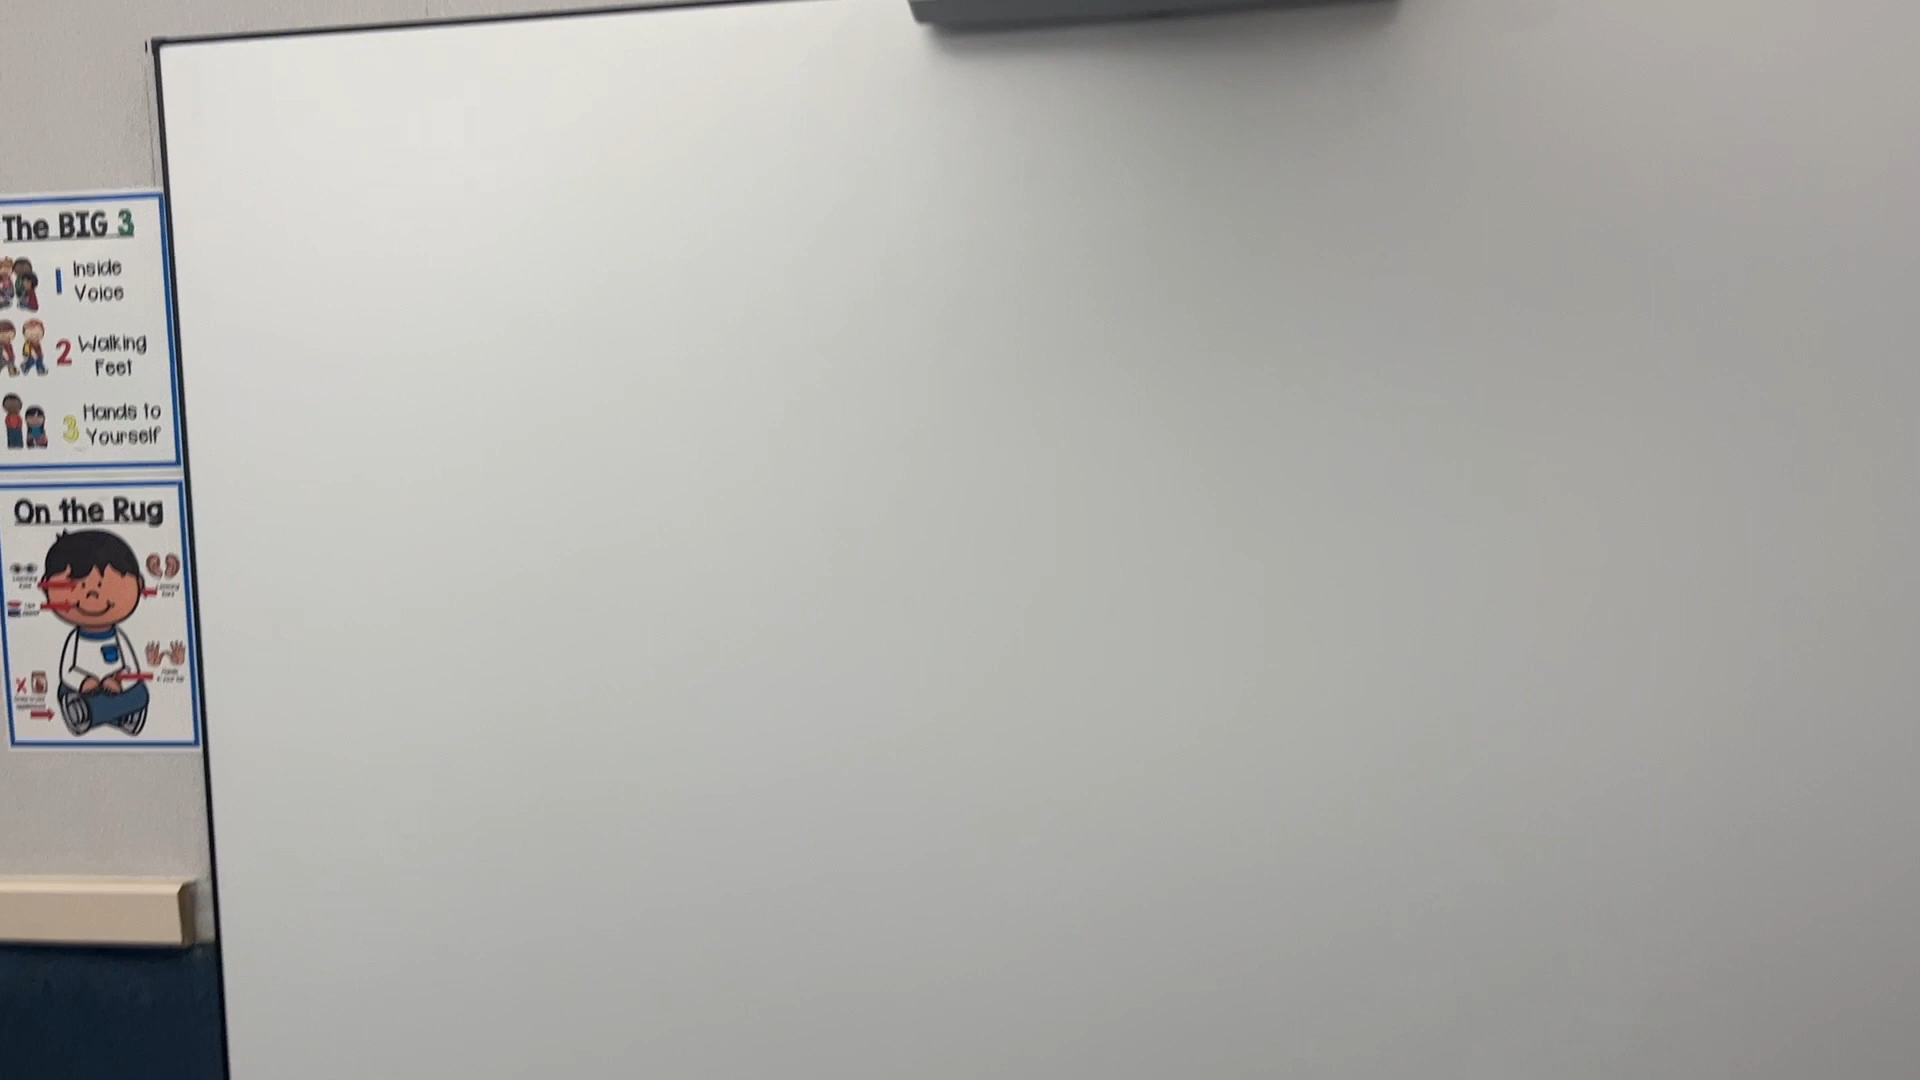 The BIG 3
1 Inside
Voice
2 Walking
Feet
3 Hands to
Yourself
On the Rug